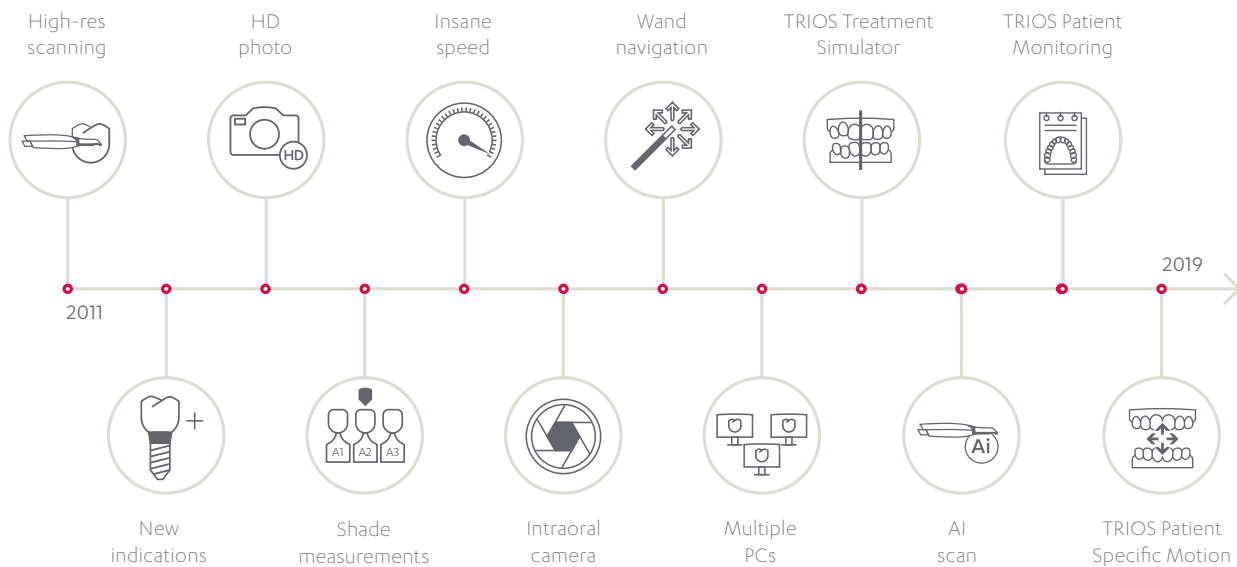 High-res
scanning
HD
photo
Insane
speed
Wand
navigation
TRIOS Treatment
Simulator
TRIOS Patient
Monitoring
HD
2011
2019
A1
A2
A3
Ai
New
indications
Shade
measurements
Intraoral
camera
Multiple
PCs
AI
scan
TRIOS Patient
Specific Motion